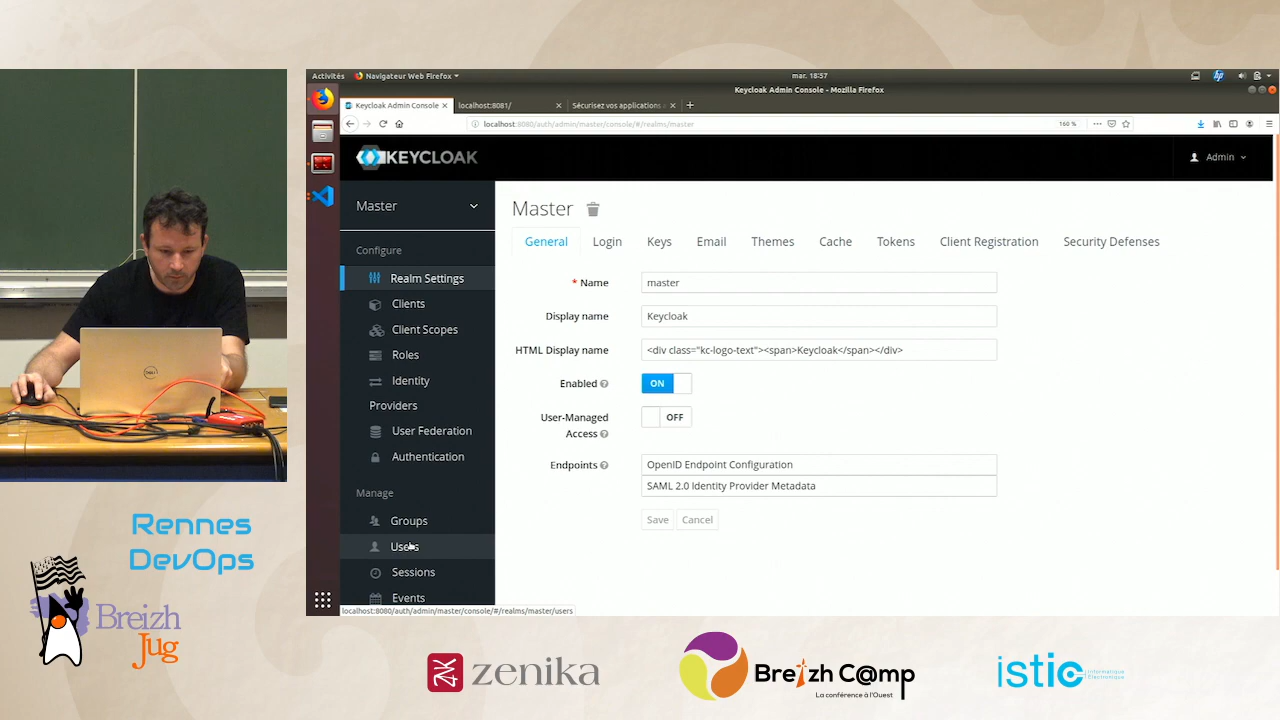 Activités
Navigateur Web Firefox
mar. 18:57
Keycloak Admin Console - Mozilla Firefox
Keycloak Admin Console
localhost:8081/
Sécurisez vos applications
localhost:8080/auth/admin/master/console/#/realms/master
160 %
KEYCLOAK
Admin
Master
Configure
Realm Settings
Clients
Client Scopes
Roles
Identity
Providers
User Federation
Authentication
Manage
Groups
Users
Sessions
Events
Master
General Login Keys Email Themes Cache Tokens Client Registration Security Defenses
* Name master
Display name Keycloak
HTML Display name <div class="kc-logo-text"><span>Keycloak</span></div>
Enabled ON
User-Managed
Access OFF
Endpoints OpenID Endpoint Configuration
SAML 2.0 Identity Provider Metadata
Save Cancel
localhost:8080/auth/admin/master/console/#/realms/master/users
DELL
Rennes
DevOps
Breizh
Jug
zenika
Breizh C@mp
La conférence à l'Ouest
istic
Informatique
Électronique